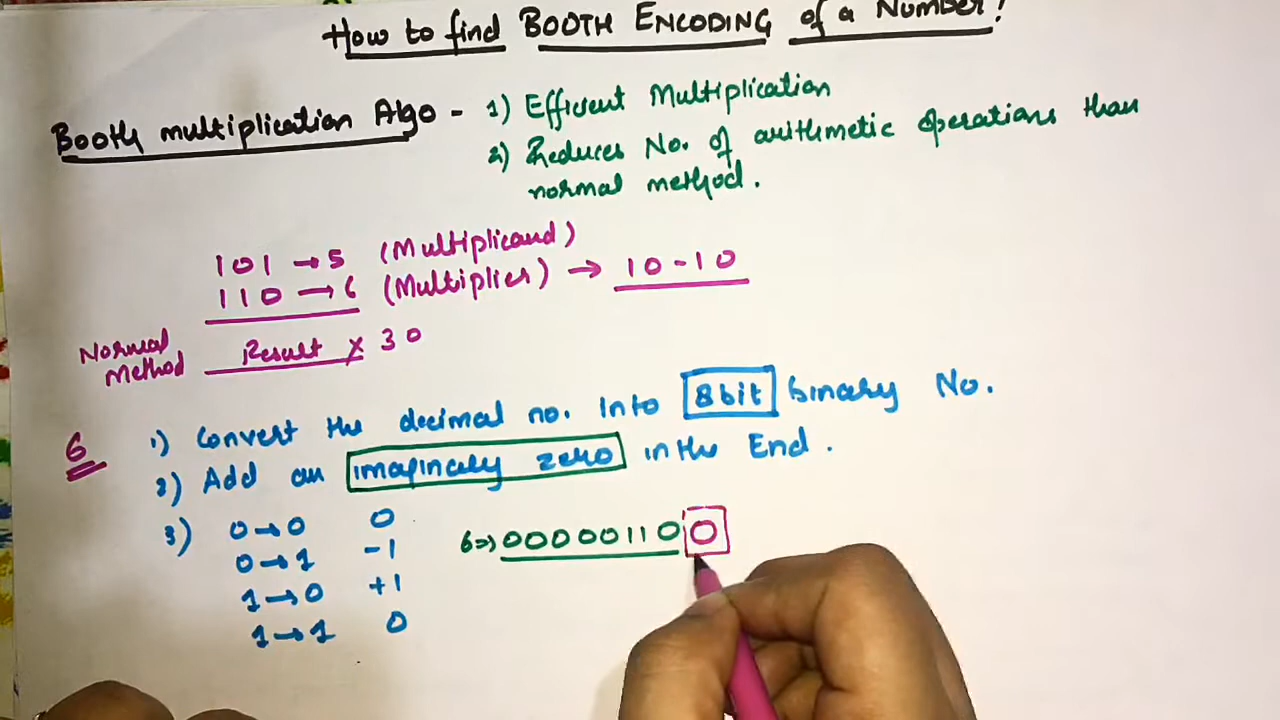 How to find BOOTH ENCODING of a Number?
Booth multiplication Algo - 1) Efficient Multiplication
2) Reduces No. of arithmetic operations than
normal method.
101 → 5 (Multiplicand)
110 → 6 (Multiplier) → 10-10
Normal Method Result × 30
6
1) Convert the decimal no. into 8bit binary No.
2) Add an imaginary zero in the End.
3) 0→0 0
0→1 -1
1→0 +1
1→1 0
6=> 00000110 0